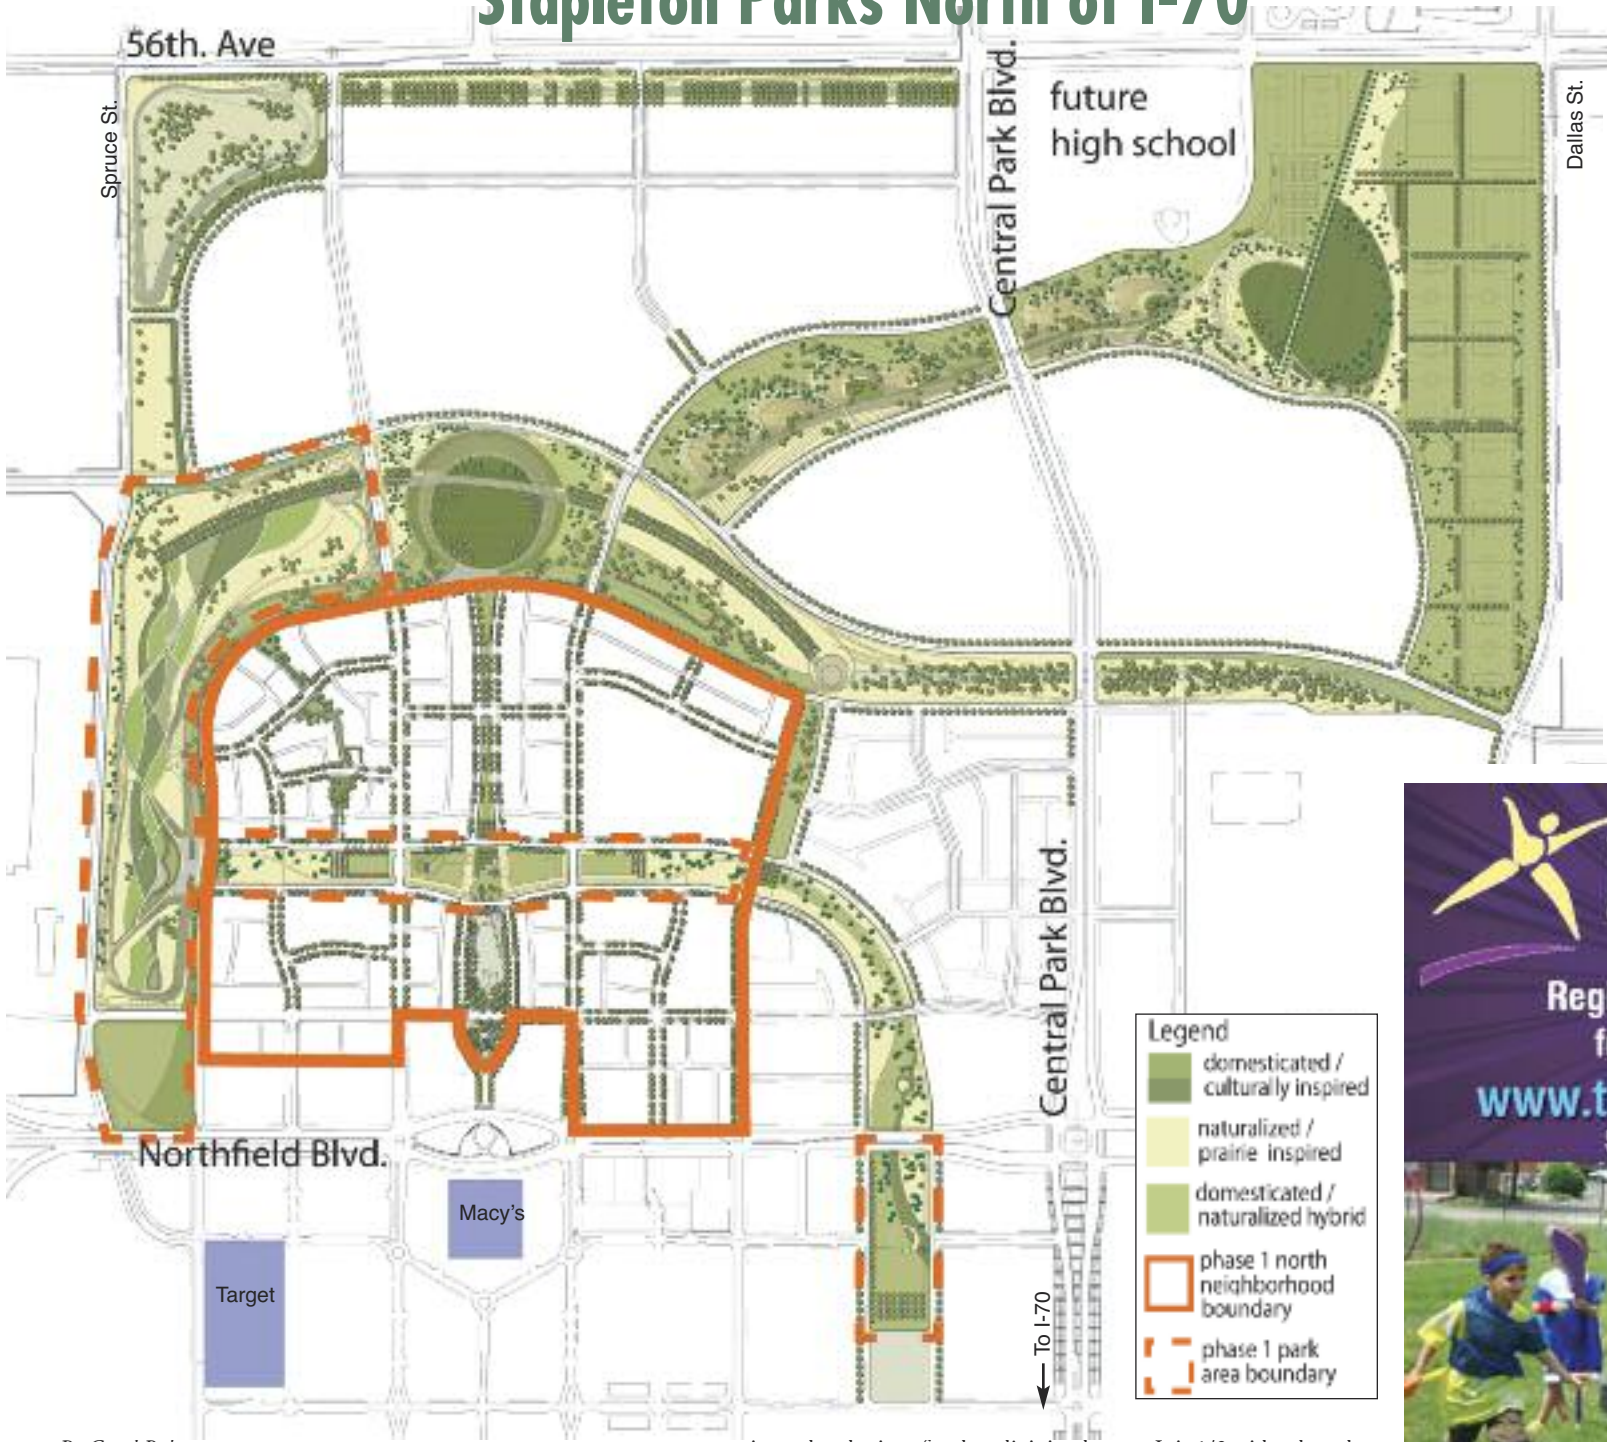 Stapleton Parks North of I-70
56th. Ave
Spruce St.
Central Park Blvd.
future
high school
Dallas St.
Central Park Blvd.
Northfield Blvd.
Macy's
Target
To I-70
Legend
domesticated /
culturally inspired
naturalized /
prairie inspired
domesticated /
naturalized hybrid
phase 1 north
neighborhood
boundary
phase 1 park
area boundary
Reg
f
www.t